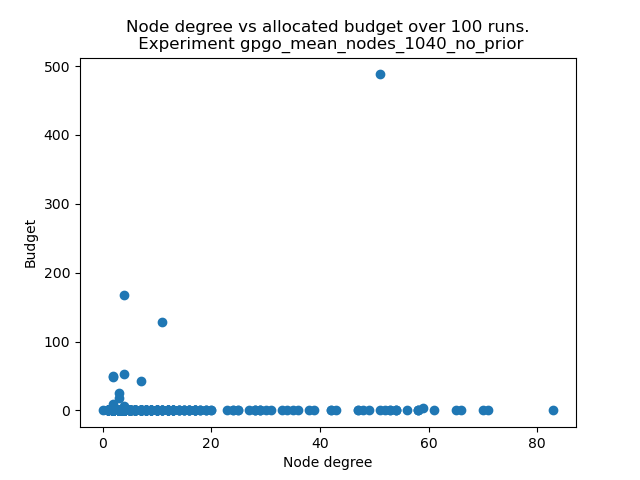 Node degree vs allocated budget over 100 runs.
Experiment gpgo_mean_nodes_1040_no_prior
500
400
300
200
100
0
Budget
0 20 40 60 80
Node degree